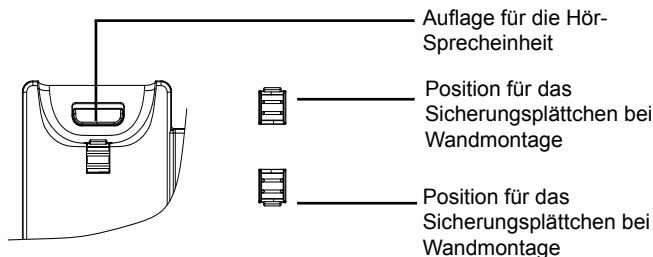 Auflage für die Hör-
Sprecheinheit
Position für das
Sicherungsplättchen bei
Wandmontage
Position für das
Sicherungsplättchen bei
Wandmontage